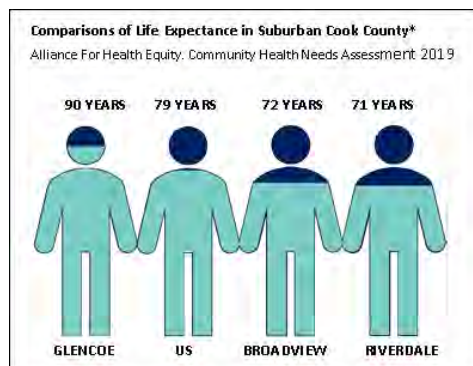 Comparisons of Life Expectance in Suburban Cook County*
Alliance For Health Equity. Community Health Needs Assessment 2019
90 YEARS 79 YEARS 72 YEARS 71 YEARS
GLENCOE US BROADVIEW RIVERDALE